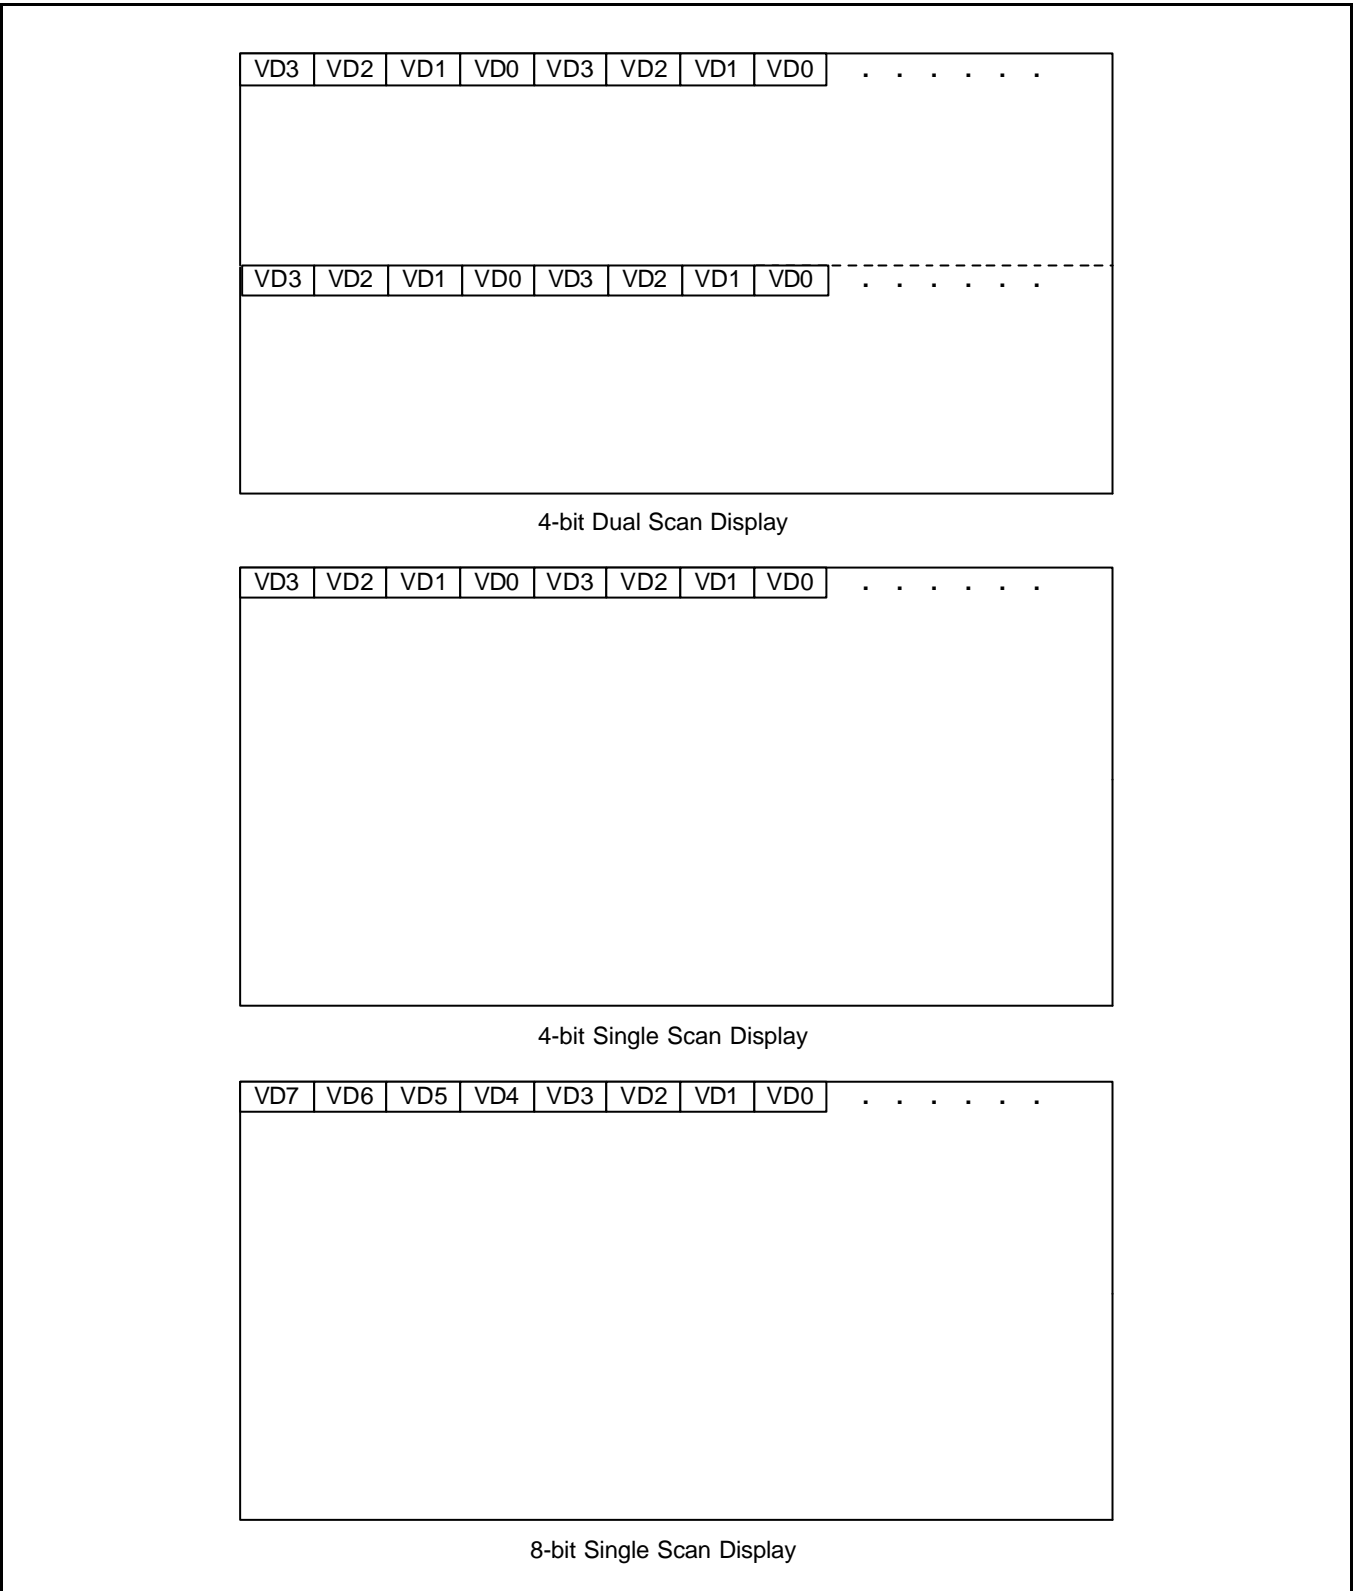 VD3 VD2 VD1 VD0 VD3 VD2 VD1 VD0 . . . . . .
VD3 VD2 VD1 VD0 VD3 VD2 VD1 VD0 . . . . . .
4-bit Dual Scan Display
VD3 VD2 VD1 VD0 VD3 VD2 VD1 VD0 . . . . . .
4-bit Single Scan Display
VD7 VD6 VD5 VD4 VD3 VD2 VD1 VD0 . . . . . .
8-bit Single Scan Display